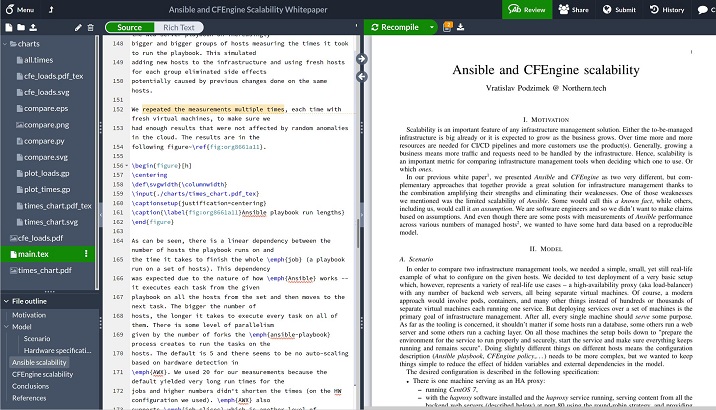 Menu
Ansible and CFEngine Scalability Whitepaper
Review
Share
Submit
History
charts
all.times
cfe_loads.pdf_tex
cfe_loads.svg
compare.eps
compare.png
compare.py
compare.svg
plot_loads.gp
plot_times.gp
times_chart.pdf_tex
times_chart.svg
cfe_loads.pdf
main.tex
times_chart.pdf
File outline
Motivation
Model
Scenario
Hardware specificati...
Ansible scalability
CFEngine scalability
Conclusions
References
Source
Rich Text
148
149 bigger and bigger groups of hosts measuring the times it took
to run the playbook. This simulated
150 adding new hosts to the infrastructure and using fresh hosts
for each group eliminated side effects
151 potentially caused by previous changes done on the same
hosts.
152 We repeated the measurements multiple times, each time with
fresh virtual machines, to make sure we
153 had enough results that were not affected by random anomalies
in the cloud. The results are in the
154 following figure~\ref{fig:org8661a11}.
155
156 \begin{figure}[h]
157 \centering
158 \def\svgwidth{\columnwidth}
159 \input{./charts/times_chart.pdf_tex}
160 \captionsetup{justification=centering}
161 \caption{\label{fig:org8661a11}Ansible playbook run lengths}
162 \end{figure}
163
164 As can be seen, there is a linear dependency between the
number of hosts the playbook runs on and
165 the time it takes to finish the whole \emph{job} (a playbook
run on a set of hosts). This dependency
166 was expected due to the nature of how \emph{Ansible} works --
it executes each task from the given
167 playbook on all the hosts from the set and then moves to the
next task. The bigger the number of
168 hosts, the longer it takes to execute every task on all of
them. There is some level of parallelism
169 given by the number of forks the \emph{ansible-playbook}
process creates to run the tasks on the
170 hosts. The default is 5 and there seems to be no auto-scaling
based on hardware detection in
171 \emph{AWX}. We used 20 for our measurements because the
default yielded very long run times for the
172 jobs and higher numbers didn't shorten the times (on the HW
configuration we used). \emph{AWX} also
Recompile
1
Ansible and CFEngine scalability
Vratislav Podzimek @ Northern.tech
I. Motivation
Scalability is an important feature of any infrastructure management solution. Either the to-be-managed
infrastructure is big already or it is expected to grow as the business grows. Over time more and more
resources are needed for CI/CD pipelines and more customers use the product(s). Generally, growing a
business means more traffic and requests need to be handled by the infrastructure. Hence, scalability is
an important metric for comparing infrastructure management tools when deciding which one to use. Or
which ones.
In our previous white paper1, we presented Ansible and CFEngine as two very different, but com-
plementary approaches that together provide a great solution for infrastructure management thanks to
the combination amplifying their strengths and eliminating their weaknesses. One of those weaknesses
we mentioned was the limited scalability of Ansible. Some would call this a known fact, while others,
including us, would call it an assumption. We are software engineers and so we didn't want to make claims
based on assumptions. And even though there are some posts with measurements of Ansible performance
across various numbers of managed hosts2, we wanted to have some hard data based on a reproducible
model.
II. Model
A. Scenario
In order to compare two infrastructure management tools, we needed a simple, small, yet still real-life
example of what to configure on the given hosts. We decided to test deployment of a very basic setup
which, however, represents a variety of real-life use cases – a high-availability proxy (aka load-balancer)
with any number of backend web servers, all being separate virtual machines. Of course, a modern
approach would involve pods, containers, and many other things instead of hundreds or thousands of
separate virtual machines each running one service. But deploying services over a set of machines is the
primary goal of infrastructure management. After all, every single machine should serve some purpose.
As far as the tooling is concerned, it shouldn't matter if some hosts run a database, some others run a web
server and some others run a caching layer. On all those machines the setup boils down to "prepare the
environment for the service to run properly and securely, start the service and make sure everything keeps
running and remains secure". Doing slightly different things on different hosts means the configuration
description (Ansible playbook, CFEngine policy,...) needs to be more complex, but we wanted to keep
things simple to reduce the effect of hidden variables and external dependencies in the model.
The desired configuration is described in the following specification:
• There is one machine serving as an HA proxy:
– running CentOS 7,
– with the haproxy software installed and the haproxy service running, serving content from all the